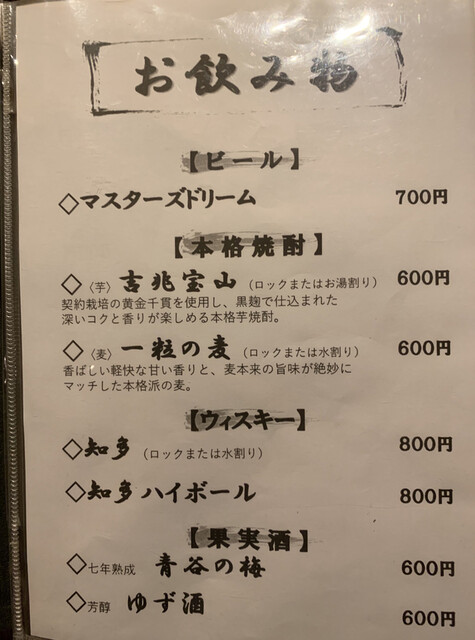 お飲み物
【ビール】
◇マスターズドリーム 700円
【本格焼酎】
◇〈芋〉吉兆宝山（ロックまたはお湯割り） 600円
契約栽培の黄金千貫を使用し、黒麹で仕込まれた
深いコクと香りが楽しめる本格芋焼酎。
◇〈麦〉一粒の麦（ロックまたは水割り） 600円
香ばしい軽快な甘い香りと、麦本来の旨味が絶妙に
マッチした本格派の麦。
【ウィスキー】
◇知多（ロックまたは水割り） 800円
◇知多ハイボール 800円
【果実酒】
◇七年熟成 青谷の梅 600円
◇芳醇 ゆず酒 600円